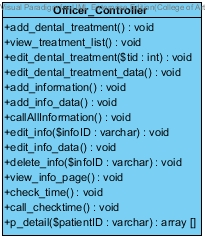 Officer_Controller
+add_dental_treatment() : void
+view_treatment_list() : void
+edit_dental_treatment($tid : int) : void
+edit_dental_treatment_data() : void
+add_information() : void
+add_info_data() : void
+callAllInformation() : void
+edit_info($infoID : varchar) : void
+edit_info_data() : void
+delete_info($infoID : varchar) : void
+view_info_page() : void
+check_time() : void
+call_checktime() : void
+p_detail($patientID : varchar) : array []